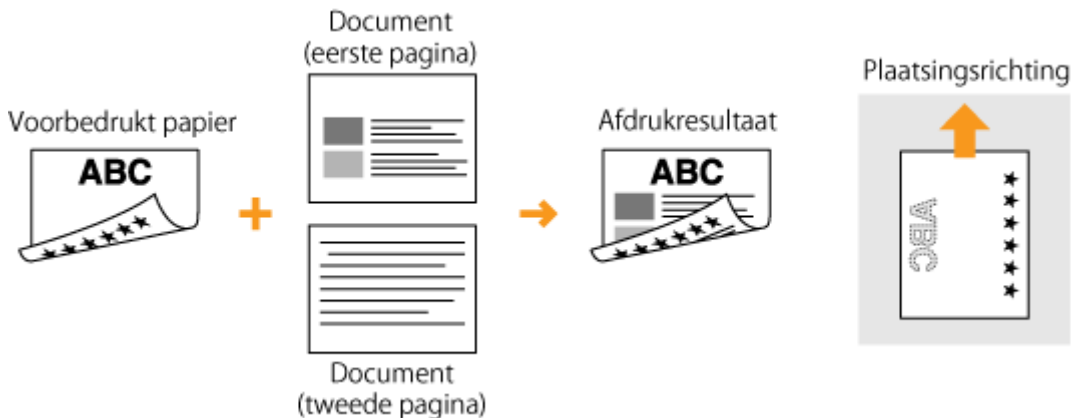 Document
(eerste pagina)
Plaatsingsrichting
Voorbedrukt papier
ABC
Afdrukresultaat
ABC
ABC
Document
(tweede pagina)